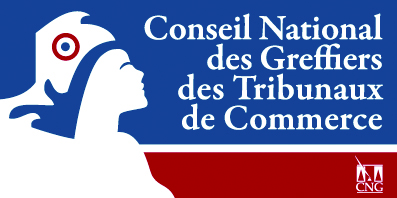 Conseil National
des Greffiers
des Tribunaux
de Commerce
CNG